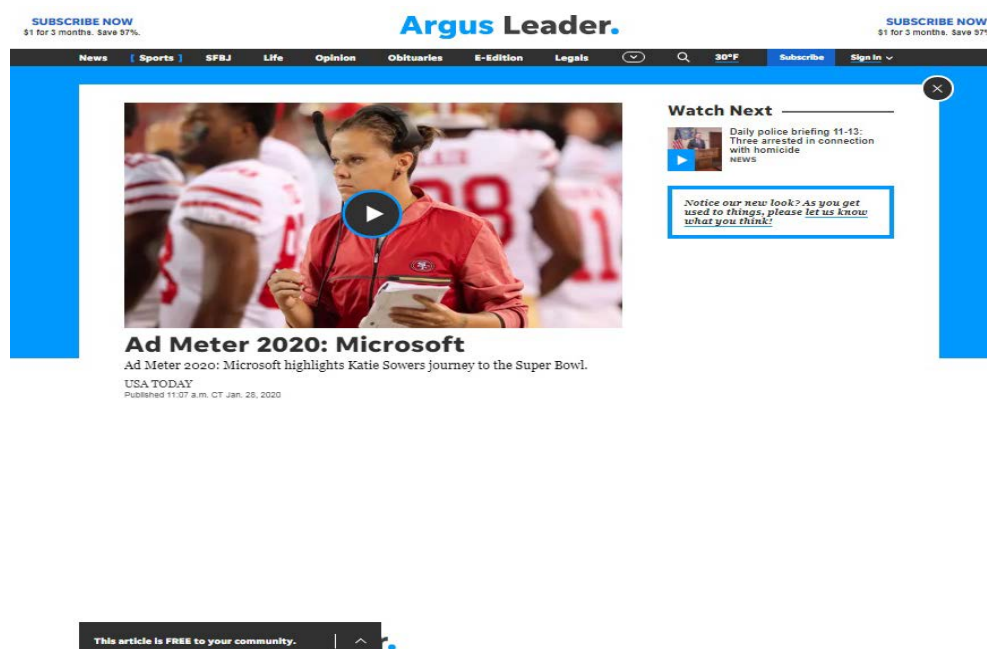 SUBSCRIBE NOW
$1 for 3 months. Save 97%.
Argus Leader.
SUBSCRIBE NOW
$1 for 3 months. Save 97%
News [ Sports ] SFBJ Life Opinion Obituaries E-Edition Legals 30°F Subscribe Sign In
Watch Next
Daily police briefing 11-13:
Three arrested in connection
with homicide
NEWS
Notice our new look? As you get
used to things, please let us know
what you think!
Ad Meter 2020: Microsoft
Ad Meter 2020: Microsoft highlights Katie Sowers journey to the Super Bowl.
USA TODAY
Published 11:07 a.m. CT Jan. 28, 2020
This article is FREE to your community.